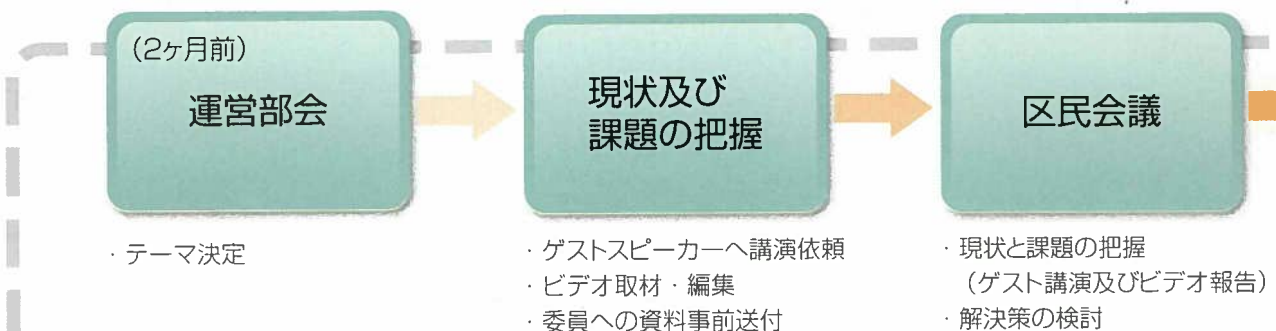 (2ヶ月前)
運営部会
・テーマ決定
現状及び
課題の把握
・ゲストスピーカーへ講演依頼
・ビデオ取材・編集
・委員への資料事前送付
区民会議
・現状と課題の把握
(ゲスト講演及びビデオ報告)
・解決策の検討